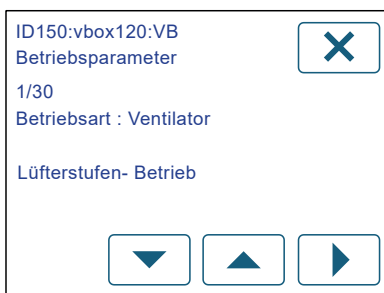 ID150:vbox120:VB
Betriebsparameter
1/30
Betriebsart : Ventilator
Lüfterstufen- Betrieb